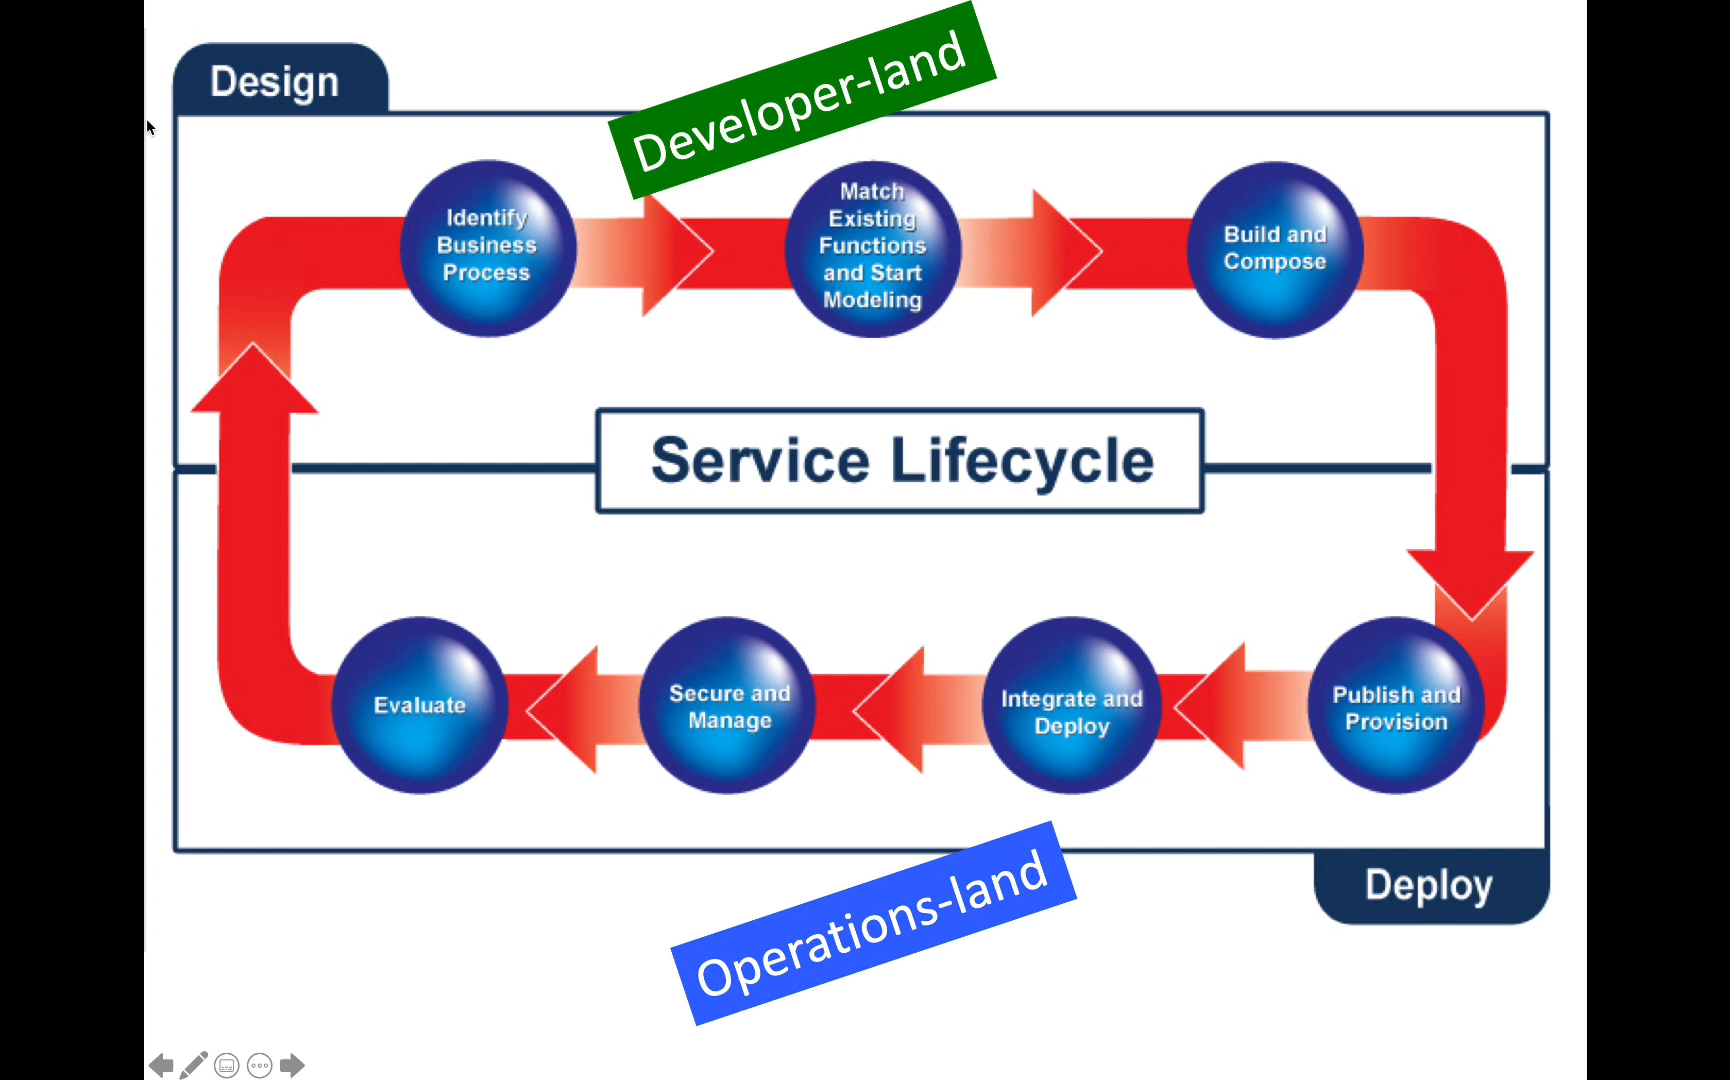 Design
Developer-land
Identify
Business
Process
Match
Existing
Functions
and Start
Modeling
Build and
Compose
Service Lifecycle
Evaluate
Secure and
Manage
Integrate and
Deploy
Publish and
Provision
Deploy
Operations-land